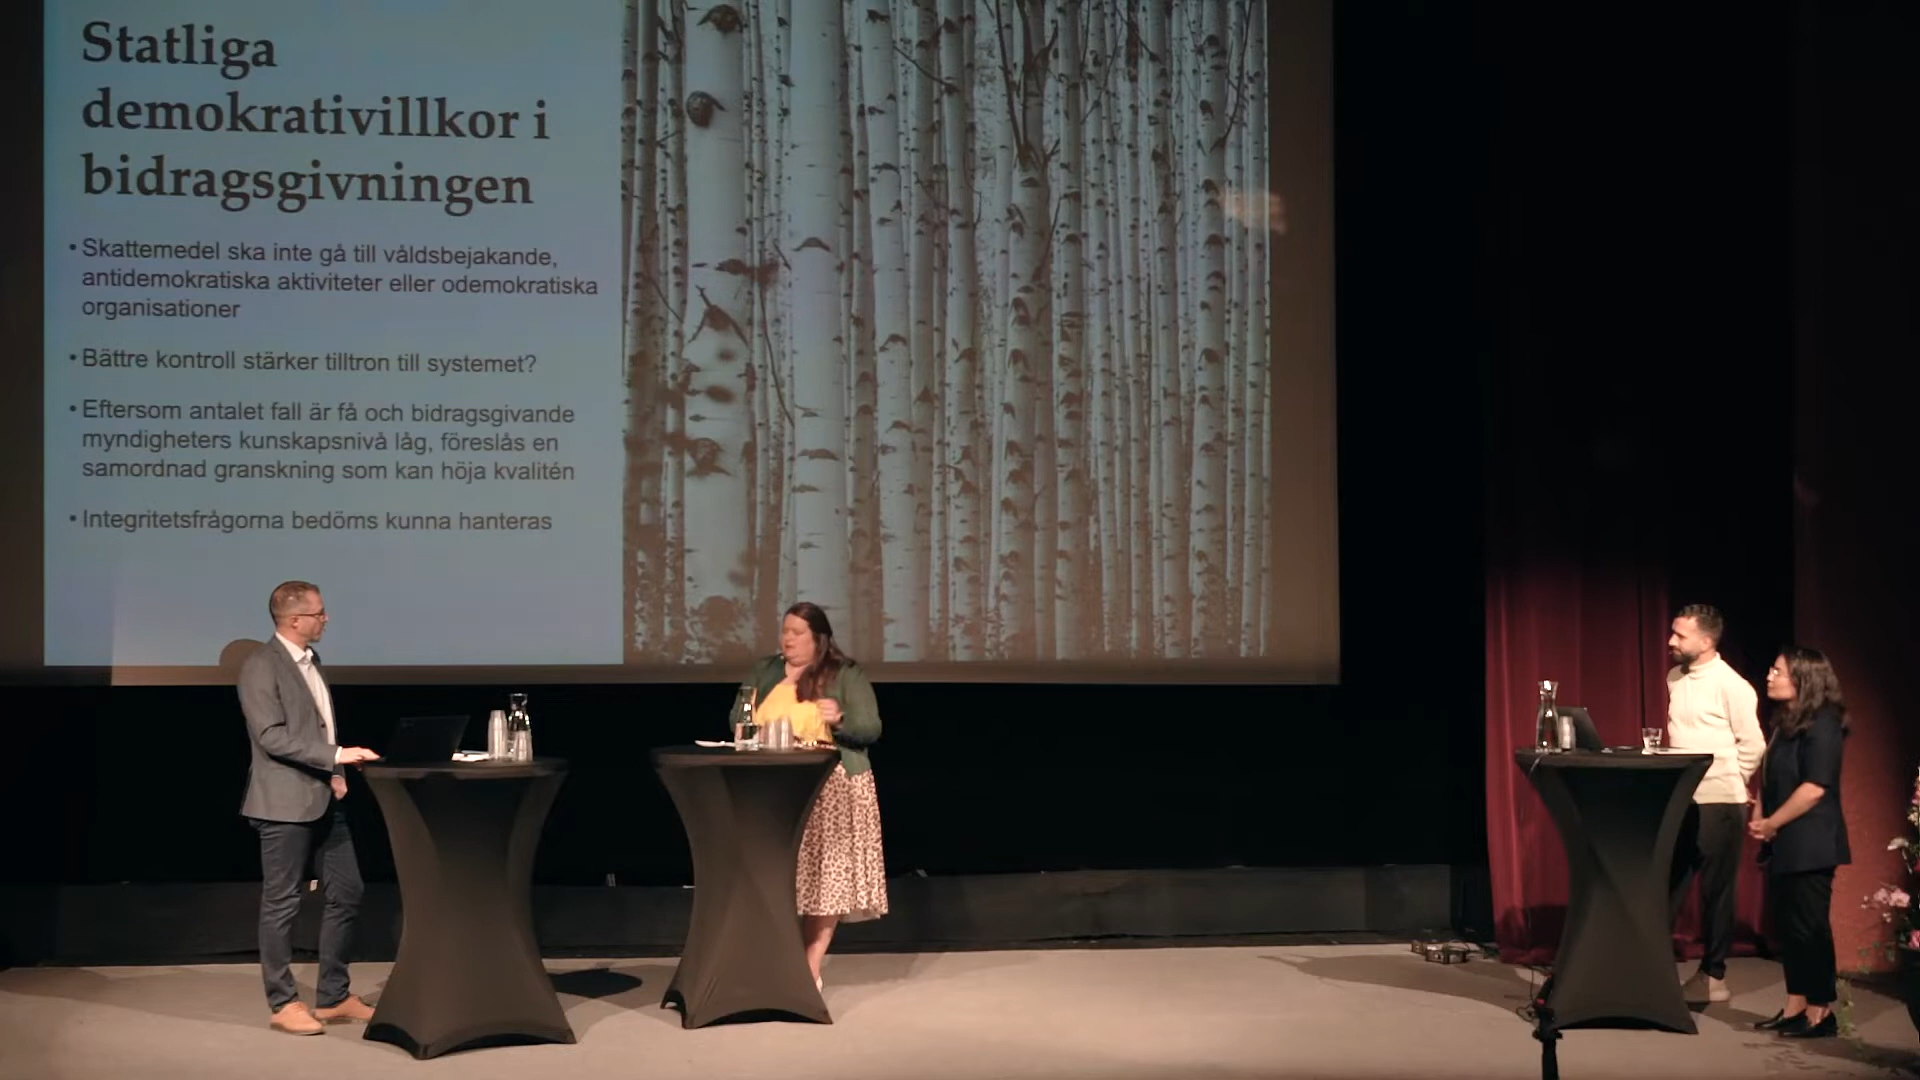 Statliga
demokrativillkor i
bidragsgivningen
• Skattemedel ska inte gå till våldsbejakande,
antidemokratiska aktiviteter eller odemokratiska
organisationer
• Bättre kontroll stärker tilltron till systemet?
• Eftersom antalet fall är få och bidragsgivande
myndigheters kunskapsnivå låg, föreslås en
samordnad granskning som kan höja kvalitén
• Integritetsfrågorna bedöms kunna hanteras